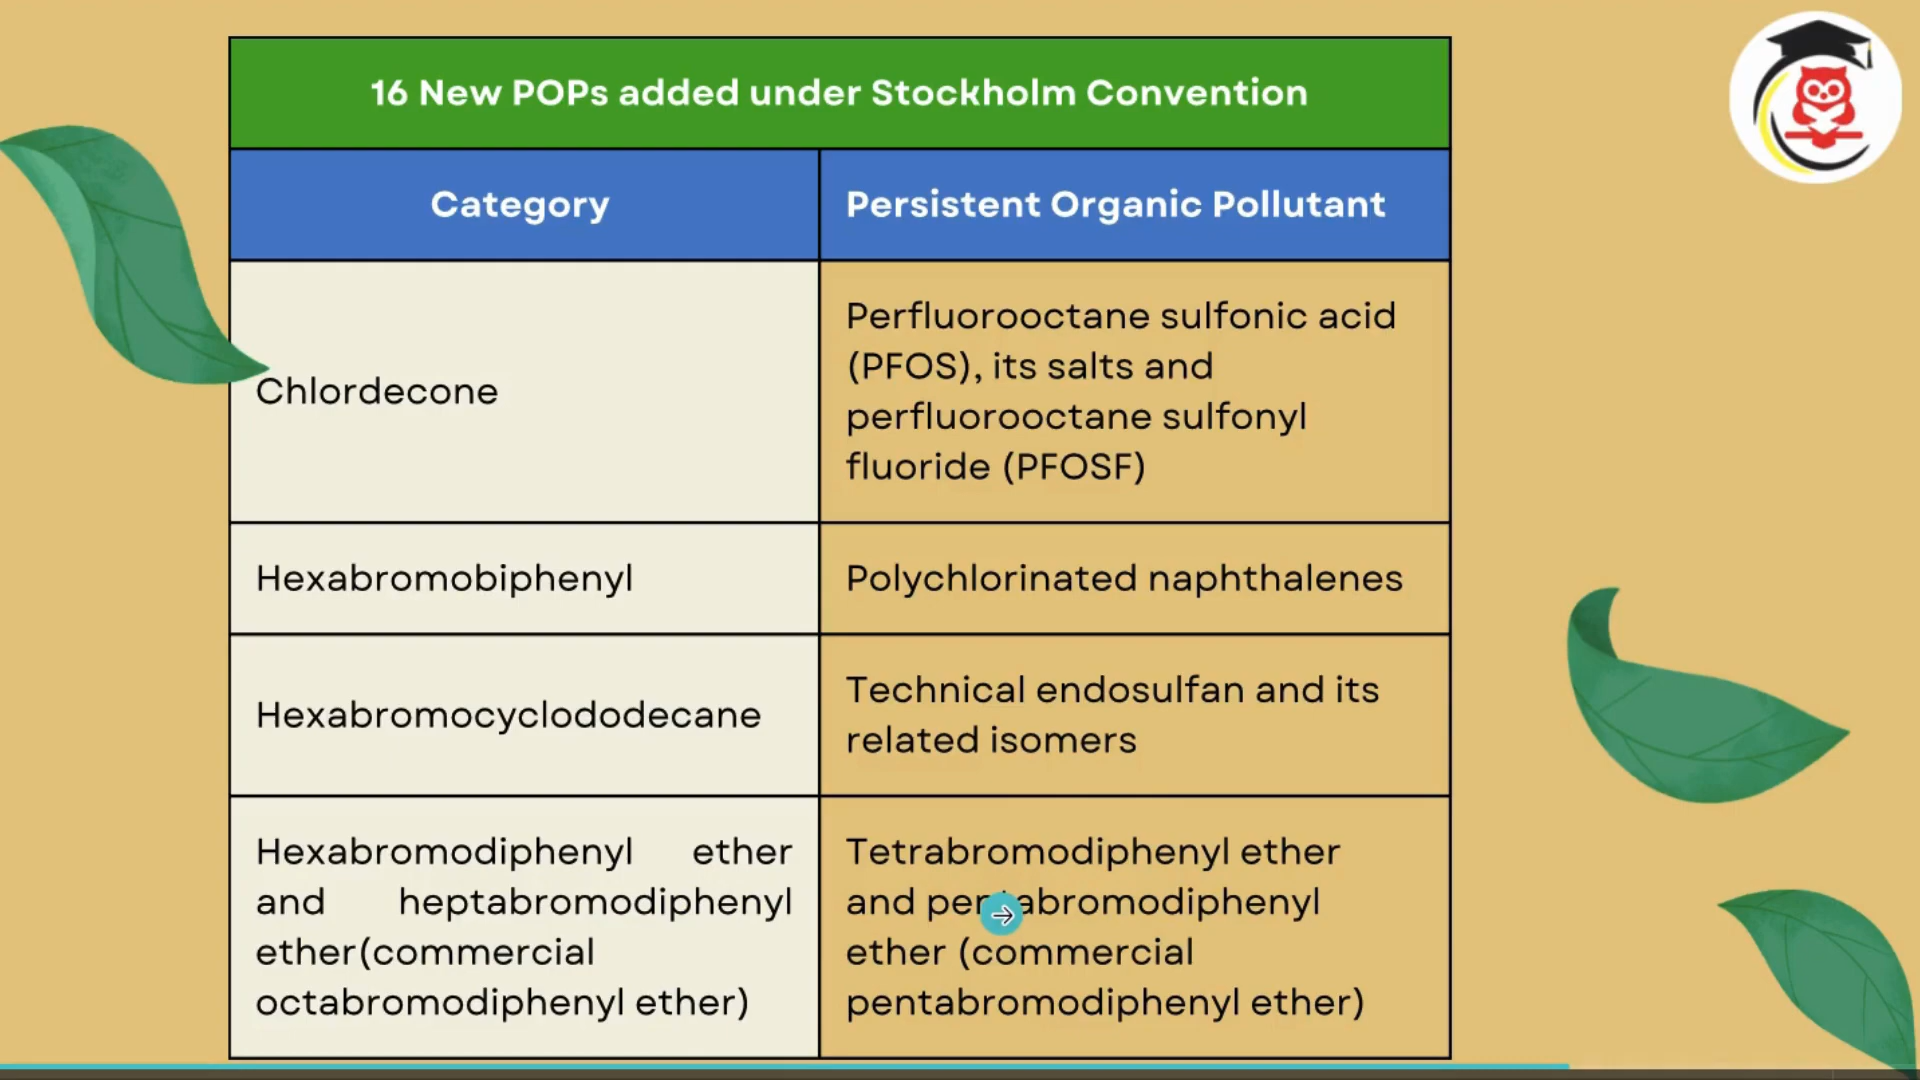 16 New POPs added under Stockholm Convention
Category
Persistent Organic Pollutant
Chlordecone
Perfluorooctane sulfonic acid
(PFOS), its salts and
perfluorooctane sulfonyl
fluoride (PFOSF)
Hexabromobiphenyl
Polychlorinated naphthalenes
Hexabromocyclododecane
Technical endosulfan and its
related isomers
Hexabromodiphenyl ether
and heptabromodiphenyl
ether(commercial
octabromodiphenyl ether)
Tetrabromodiphenyl ether
and pentabromodiphenyl
ether (commercial
pentabromodiphenyl ether)